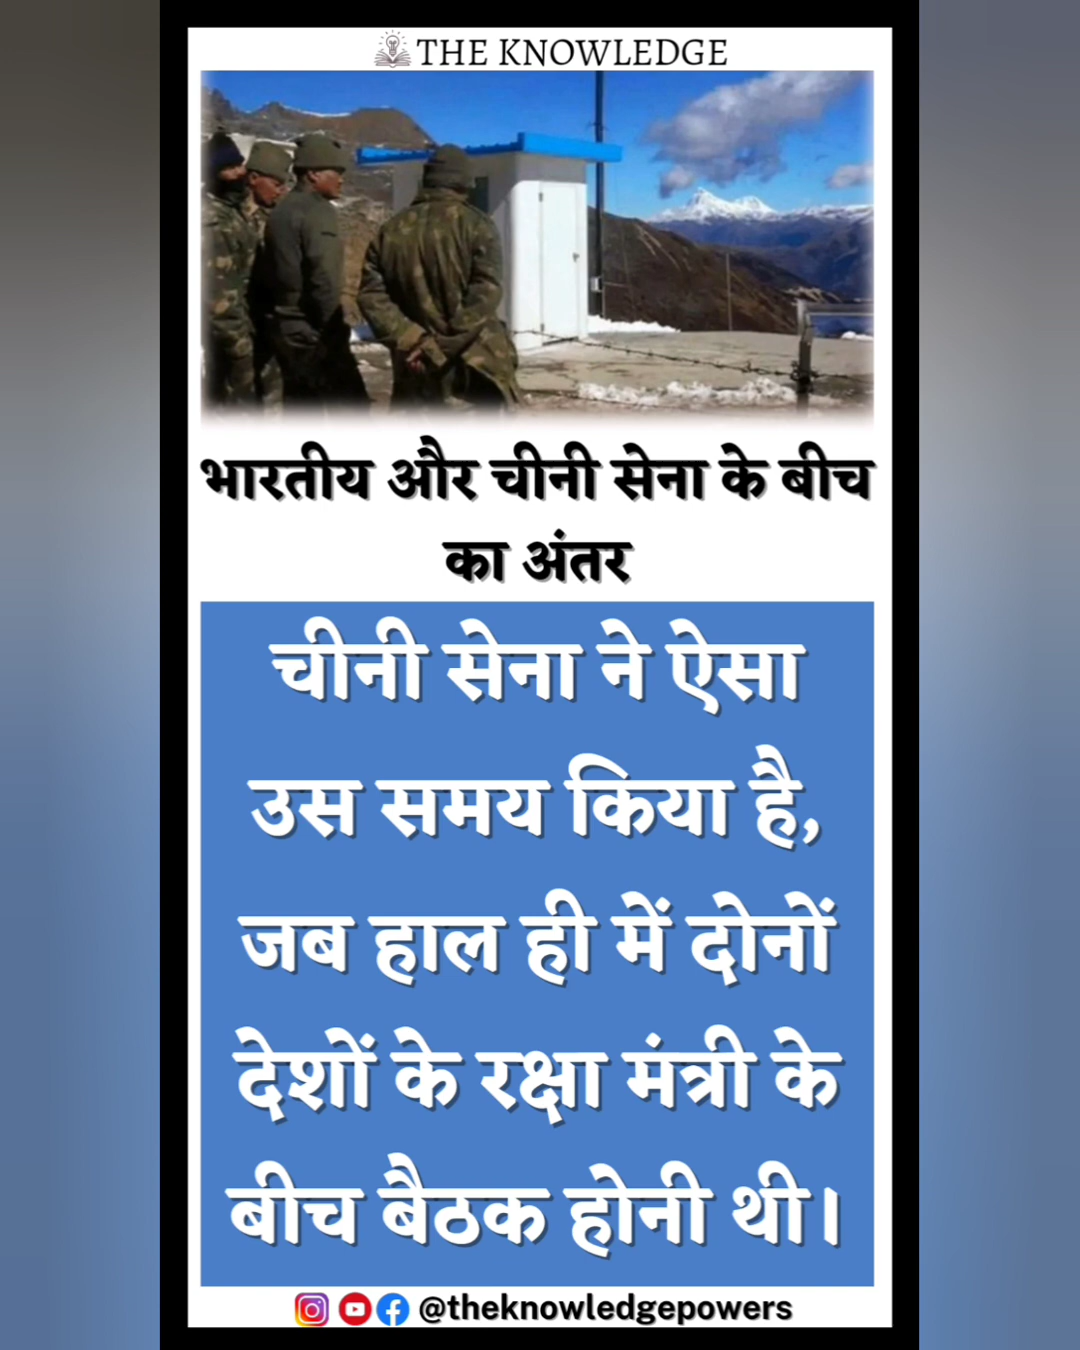 THE KNOWLEDGE
भारतीय और चीनी सेना के बीच
का अंतर
चीनी सेना ने ऐसा
उस समय किया है,
जब हाल ही में दोनों
देशों के रक्षा मंत्री के
बीच बैठक होनी थी।
@theknowledgepowers